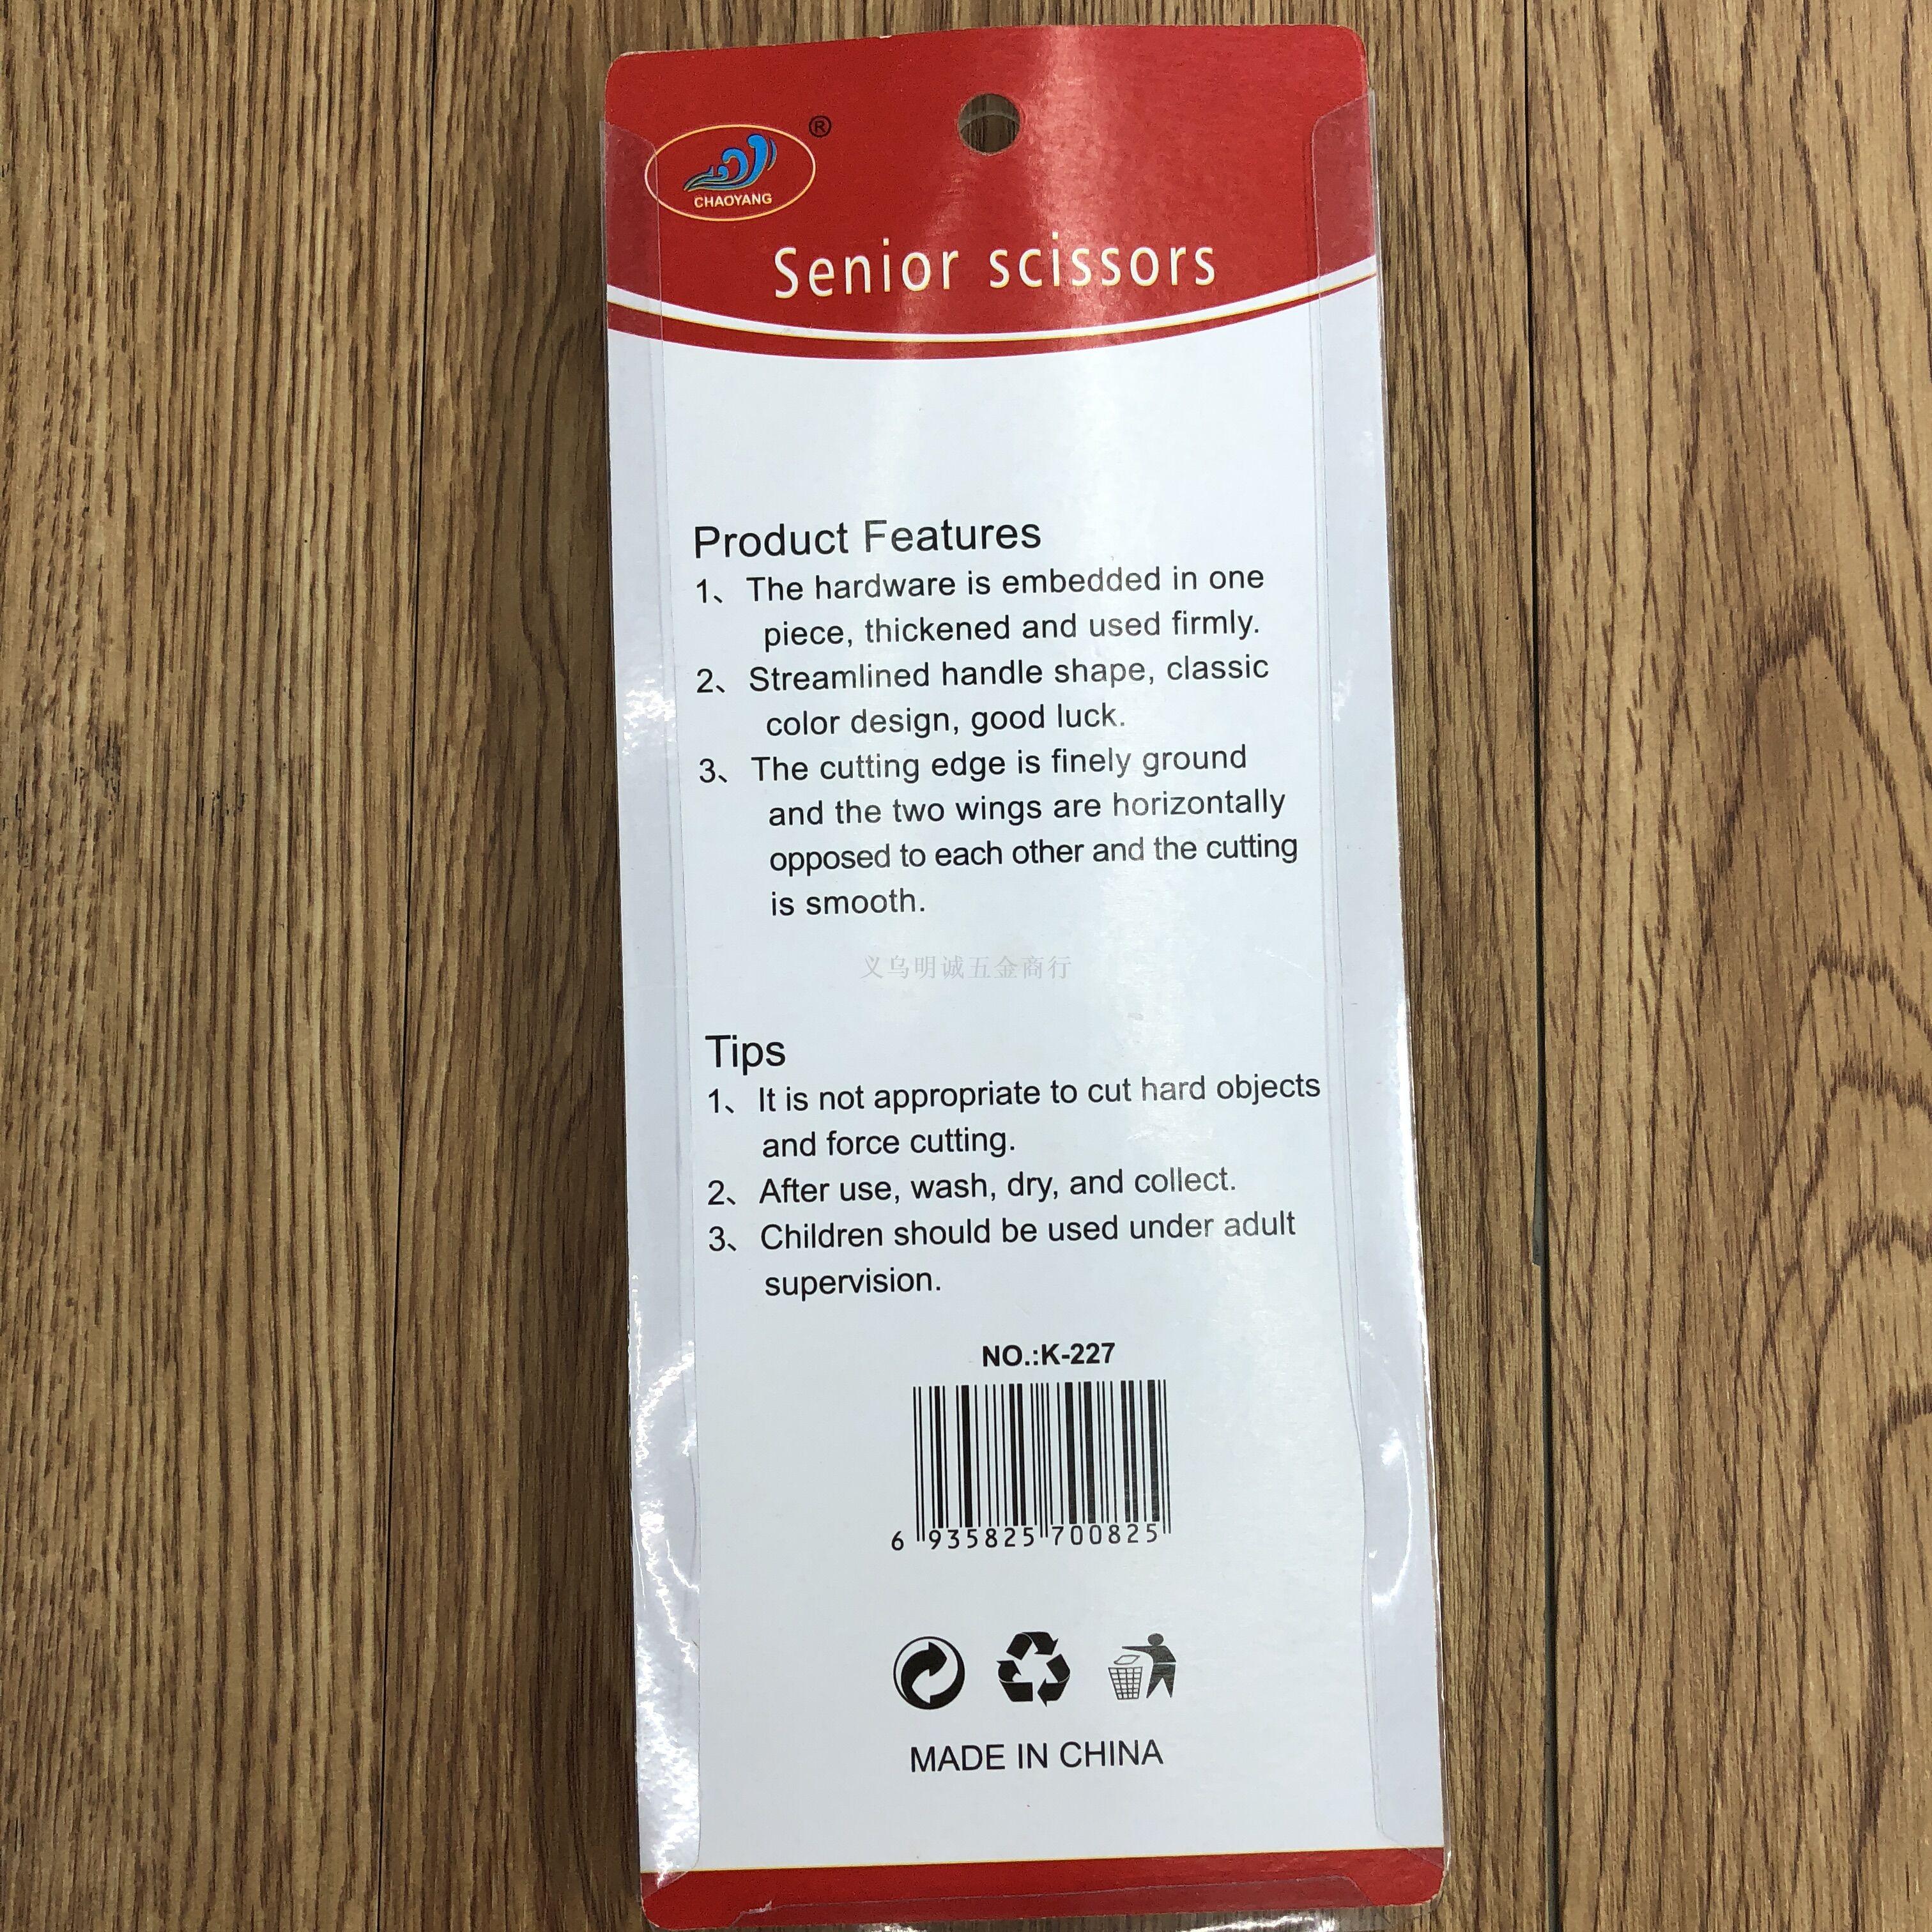 CHAOYANG
®
Senior scissors
Product Features
1、 The hardware is embedded in one
piece, thickened and used firmly.
2、 Streamlined handle shape, classic
color design, good luck.
3、 The cutting edge is finely ground
and the two wings are horizontally
opposed to each other and the cutting
is smooth.
义乌明诚五金商行
Tips
1、 It is not appropriate to cut hard objects
and force cutting.
2、 After use, wash, dry, and collect.
3、 Children should be used under adult
supervision.
NO.:K-227
6 935825 700825
MADE IN CHINA